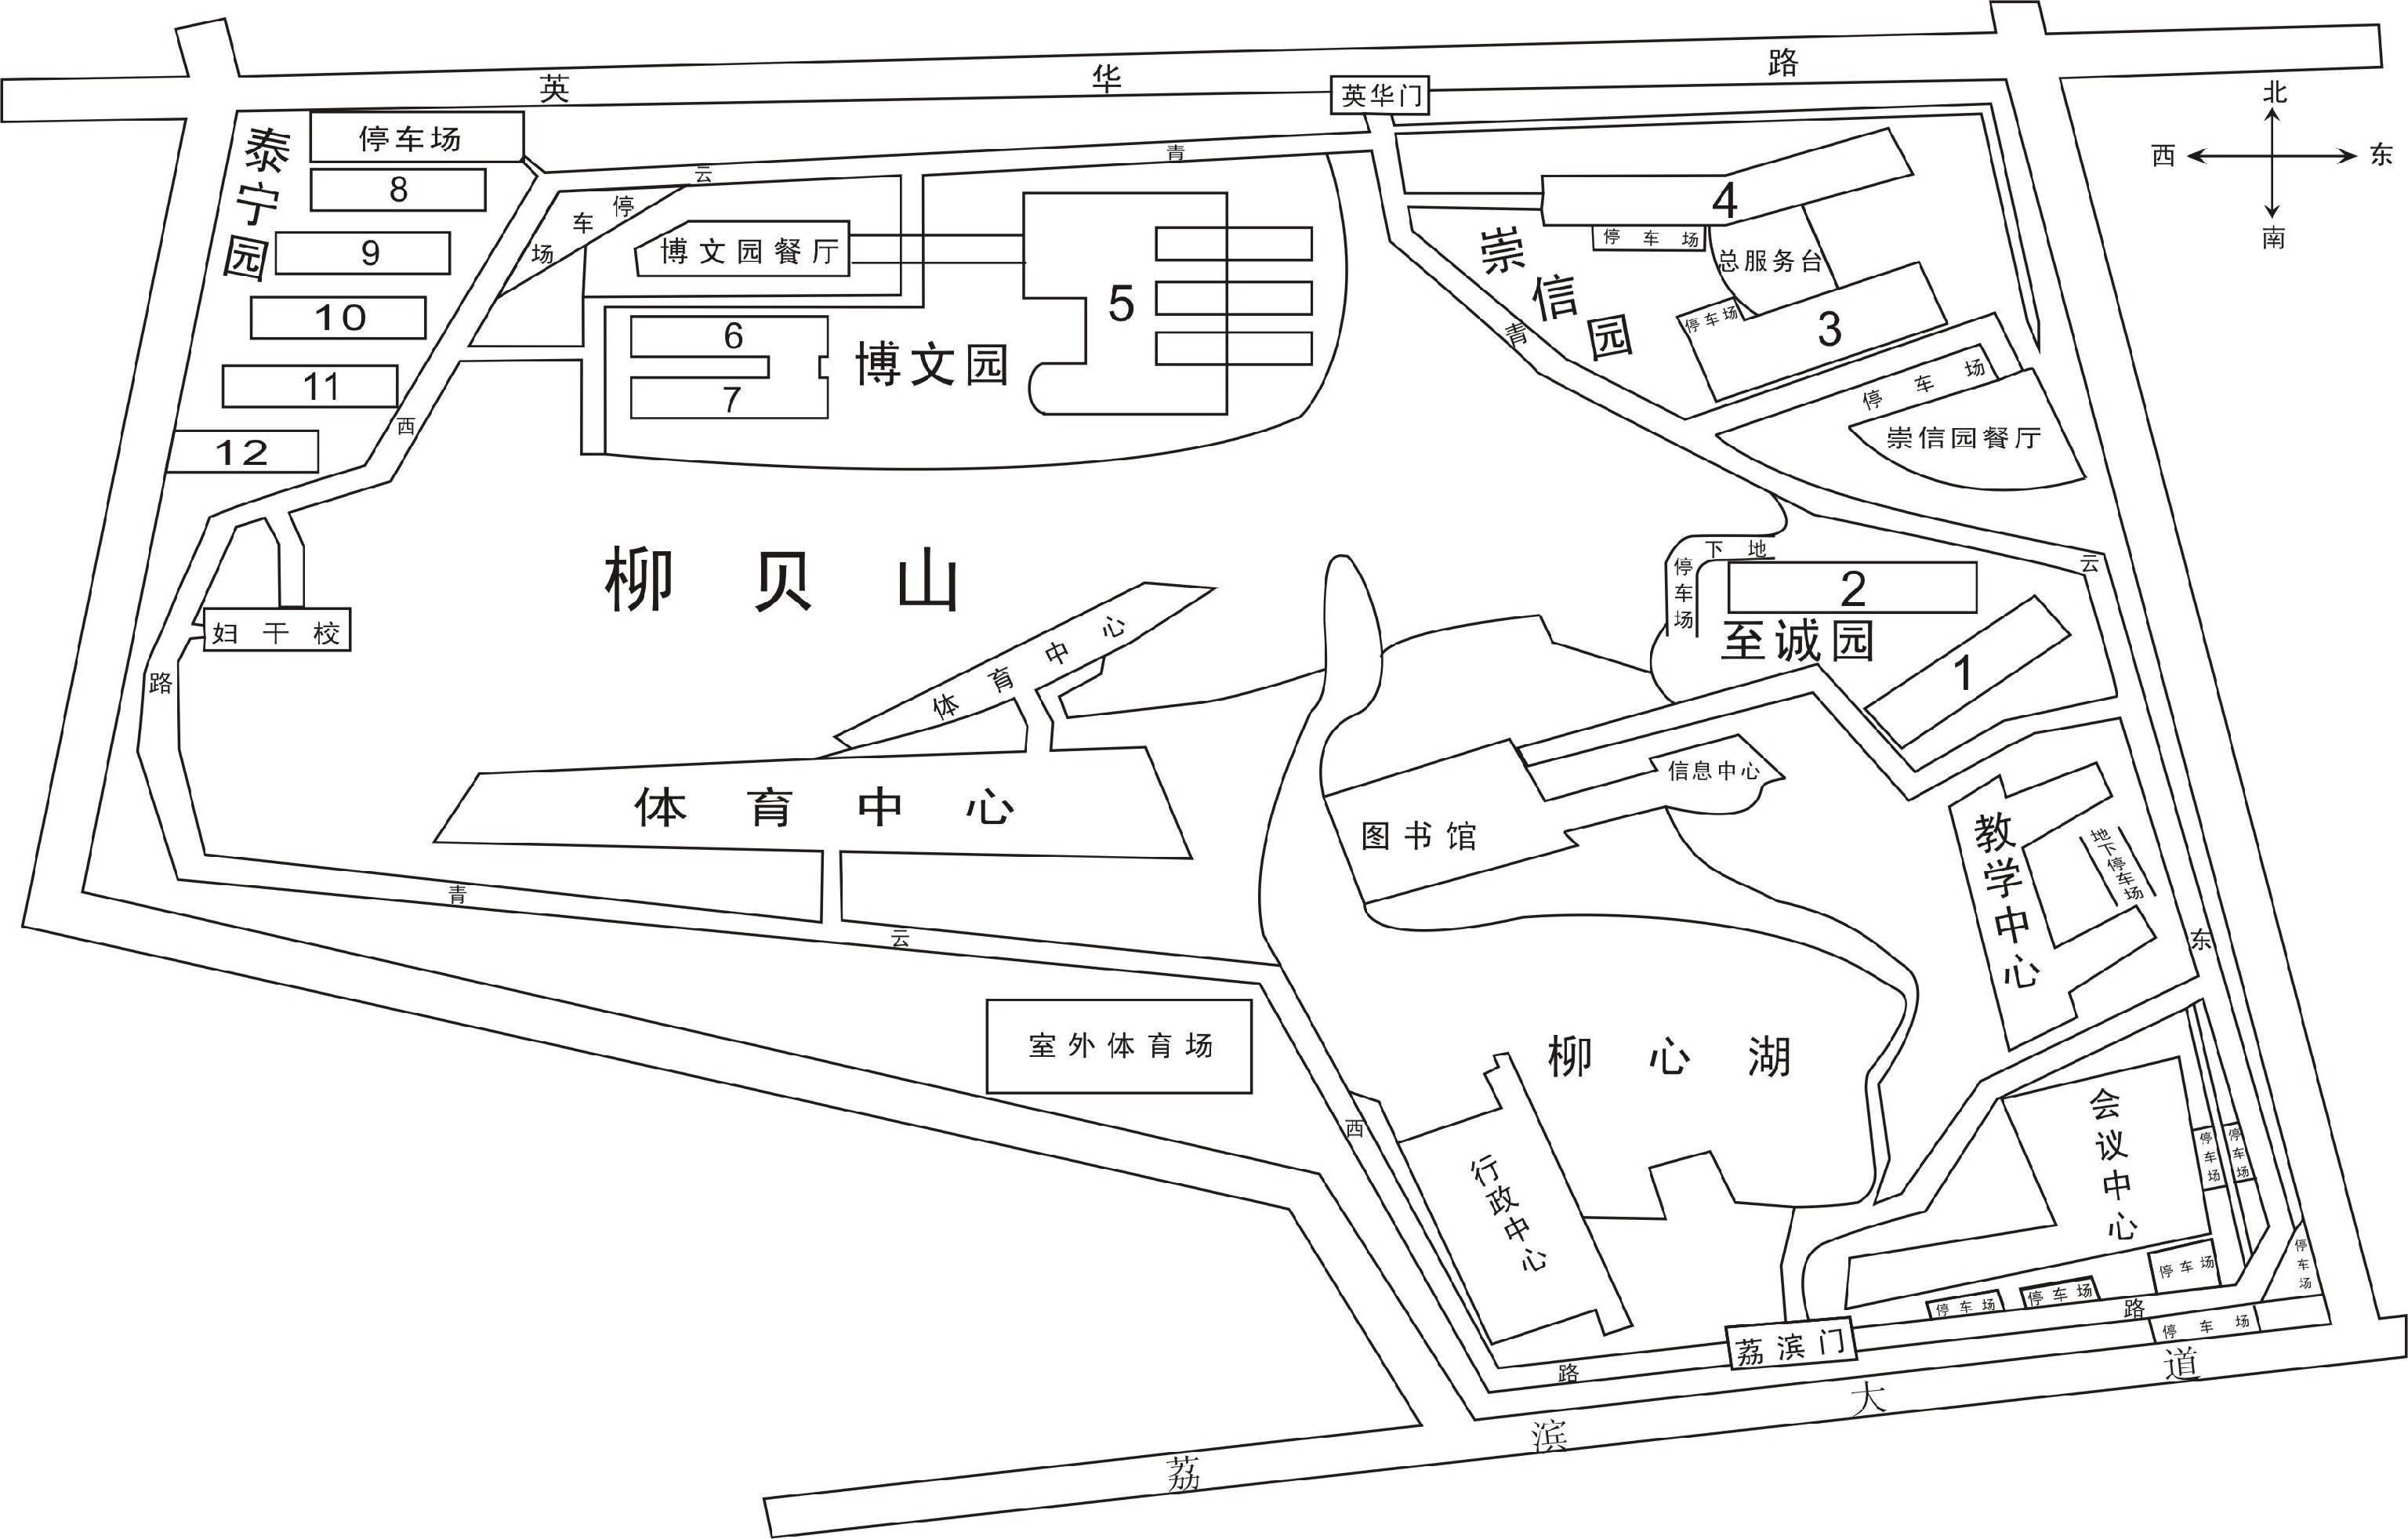 英华路
英华门
北
西
东
南
泰宁园
停车场
8
9
10
11
12
青云西路
停车场
博文园餐厅
5
6
7
博文园
崇信园
4
停车场
总服务台
停车场
3
停车场
崇信园餐厅
青云东路
柳贝山
妇干校
体育中心
体育中心
地下停车场
2
至诚园
1
信息中心
图书馆
教学中心
地下停车场
青云西路
室外体育场
柳心湖
行政中心
会议中心
停车场
停车场
停车场
停车场
停车场
停车场
停车场
荔滨门
荔滨大道